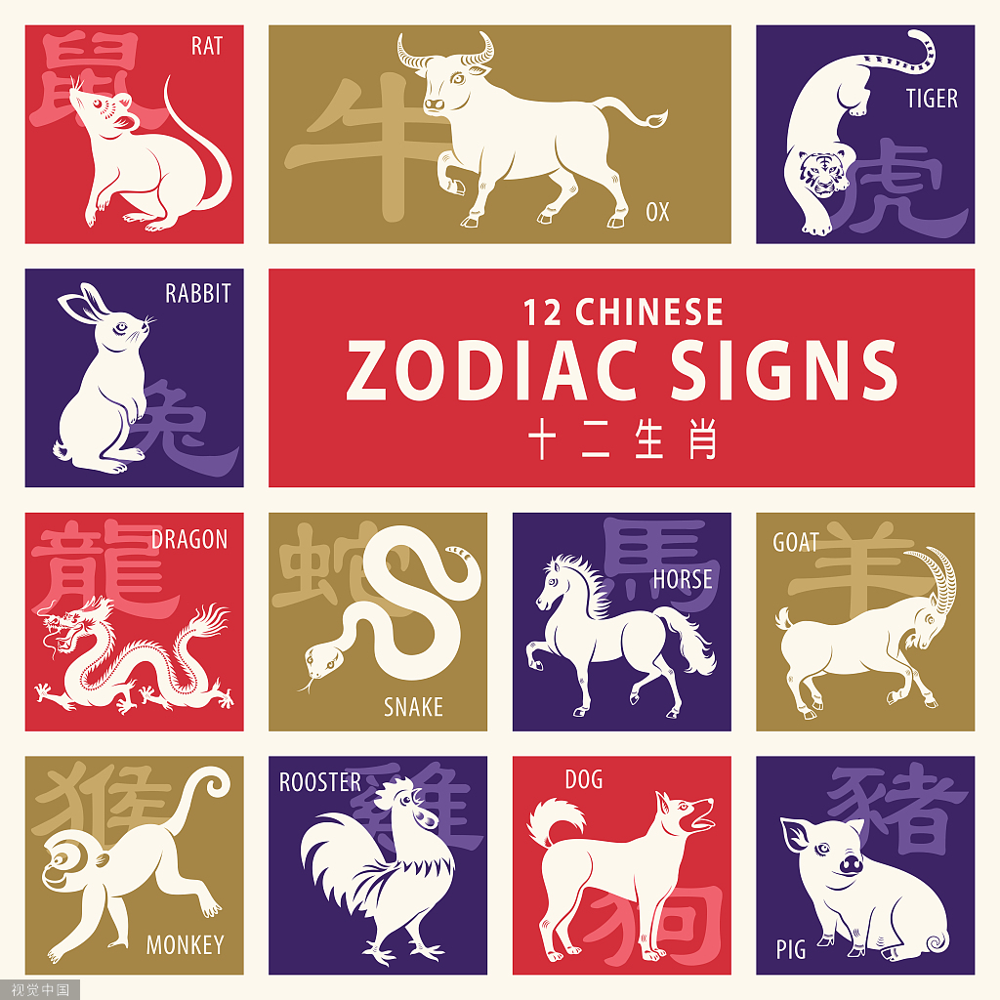 鼠
RAT
牛
OX
TIGER
虎
RABBIT
兔
12 CHINESE
ZODIAC SIGNS
十二生肖
龍
DRAGON
蛇
SNAKE
馬
HORSE
羊
GOAT
猴
MONKEY
ROOSTER
雞
DOG
狗
豬
PIG
视觉中国